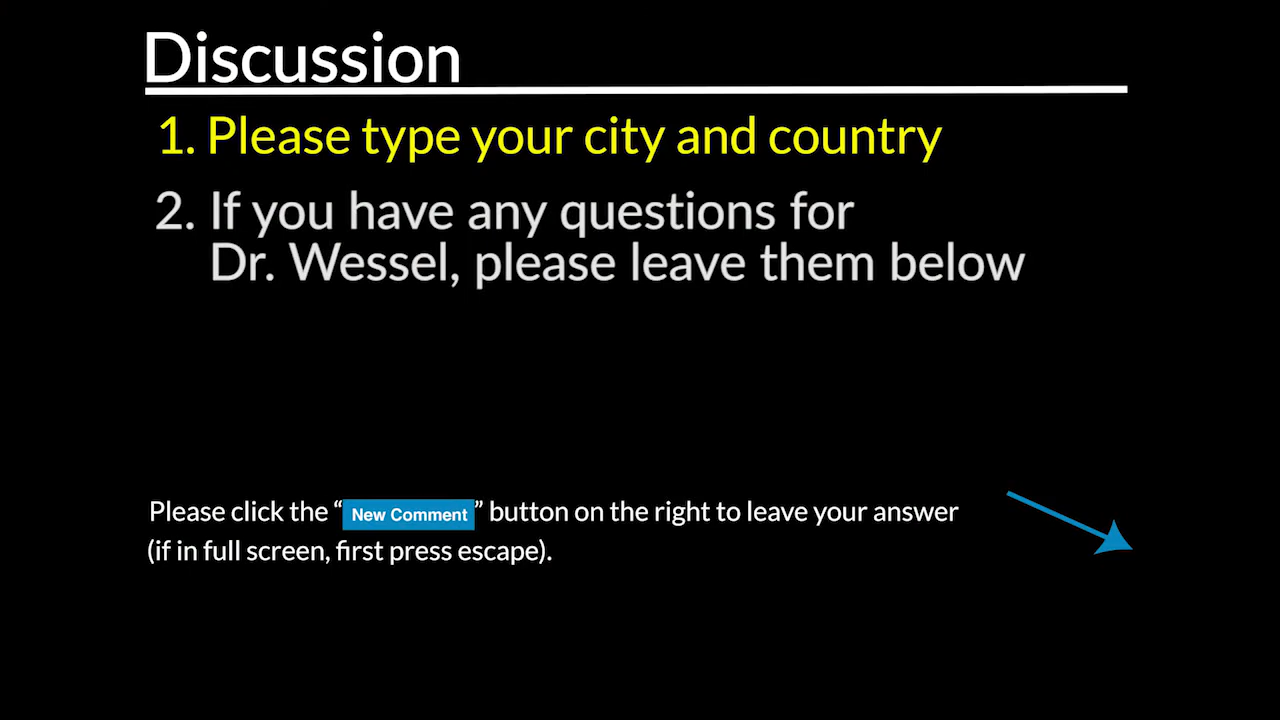 Discussion
1. Please type your city and country
2. If you have any questions for
Dr. Wessel, please leave them below
Please click the “New Comment” button on the right to leave your answer
(if in full screen, first press escape).